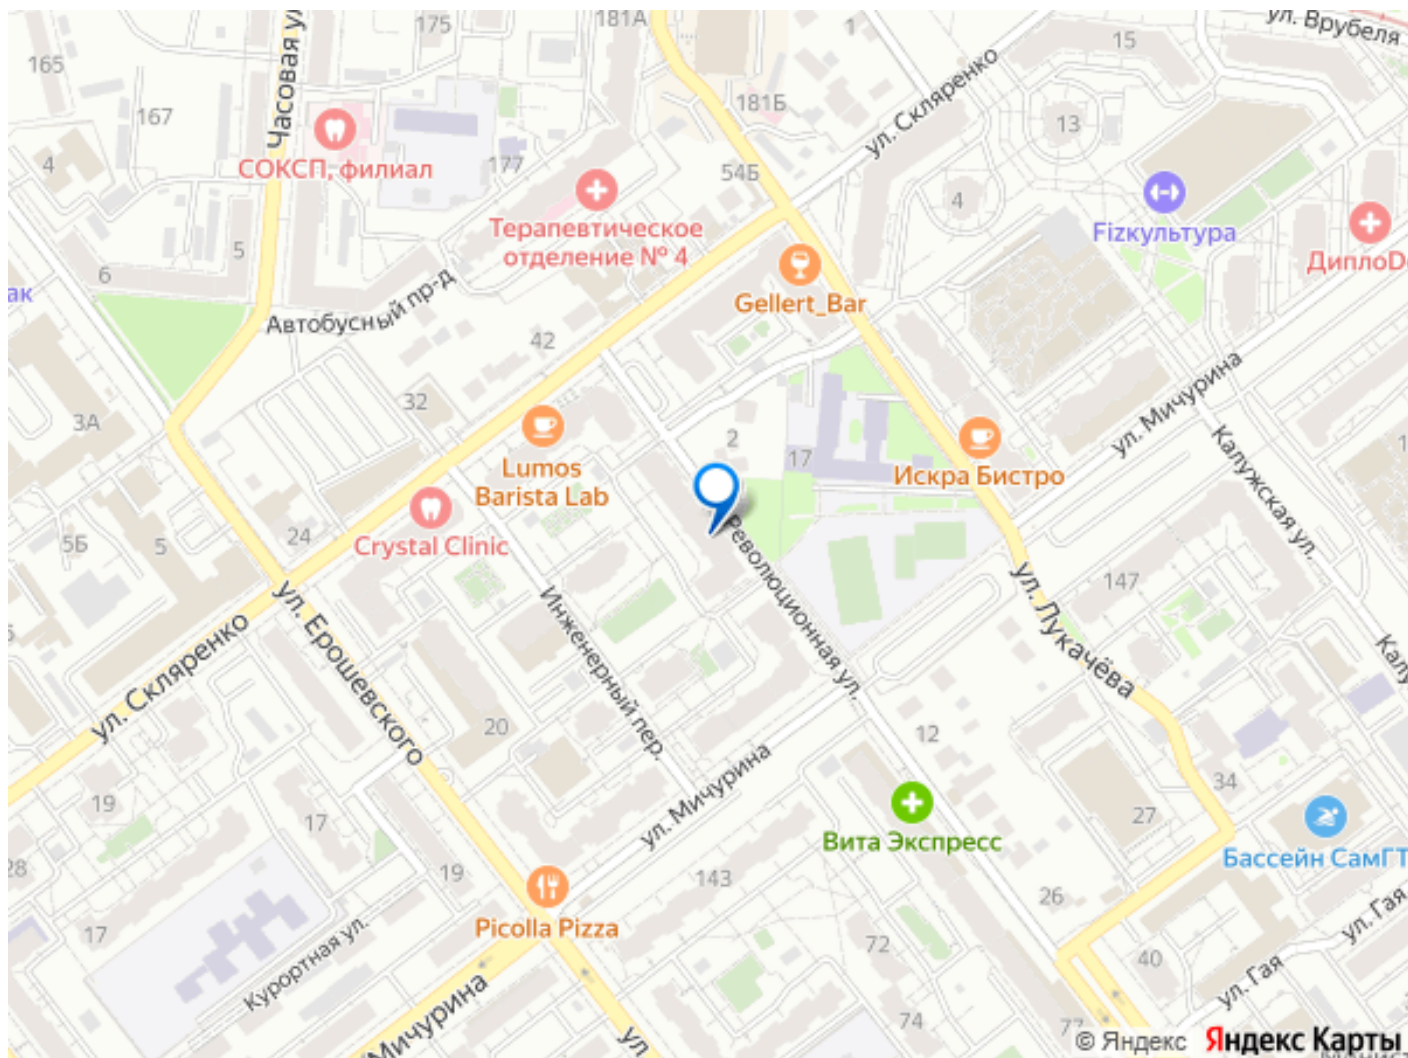 181А
175
ул. Врубеля
1
15
Часовая ул
165
ул. Скляренко
181Б
167
13
СОКСП, филиал
177
4
54Б
4
Терапевтическое
отделение № 4
Fizкультура
5
ДиплоD
6
ак
Автобусный пр-д
Gellert_Bar
42
ул. Мичурина
32
3А
Калужская ул.
2
17
Lumos
Barista Lab
Искра Бистро
24
5Б
5
Crystal Clinic
Революционная ул.
147
ул. Лукачёва
ул. Ерошевского
Инженерный пер.
ул. Скляренко
Калу
20
12
ул. Мичурина
34
19
17
27
Вита Экспресс
Бассейн СамГТ
28
19
143
26
Picolla Pizza
17
72
ул. Гая
40
Курортная ул.
ул. Гая
Мичурина
74
ул
© Яндекс Яндекс Карты